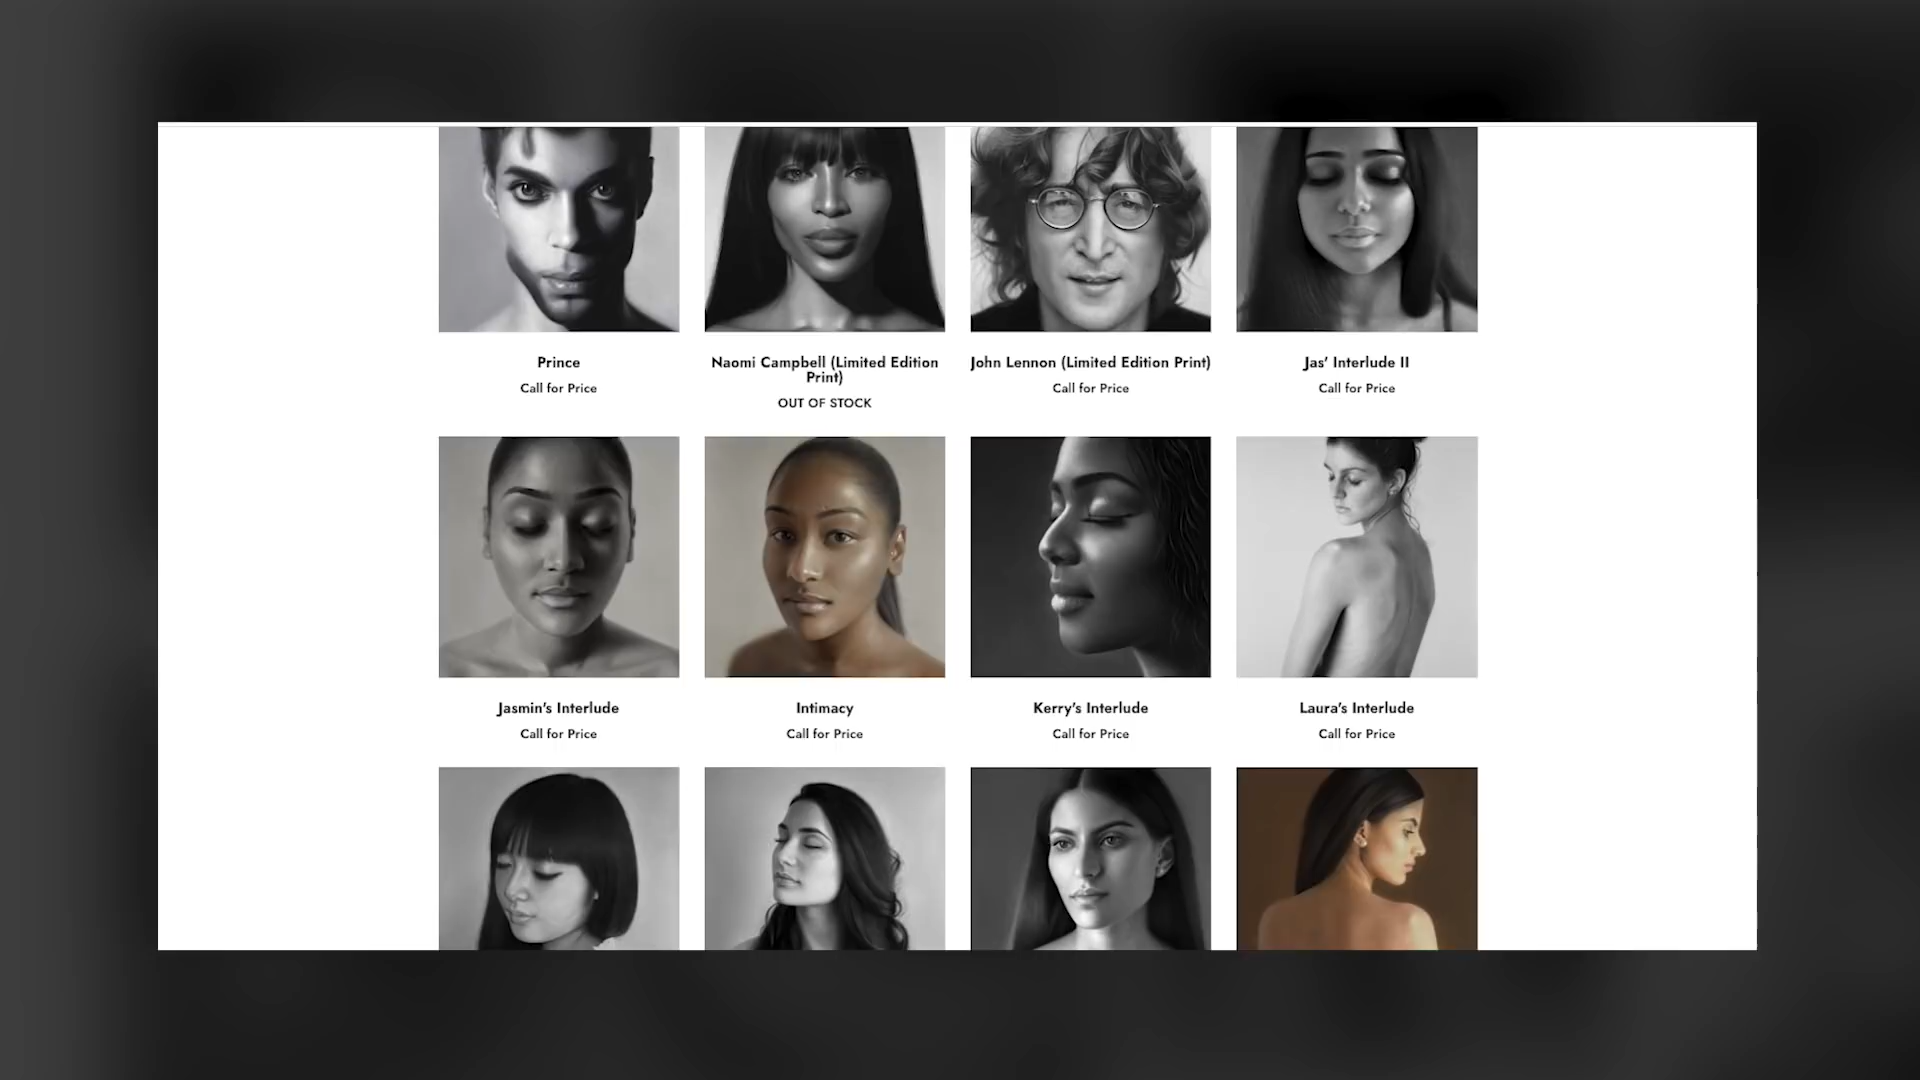 Prince
Call for Price
Naomi Campbell (Limited Edition
Print)
OUT OF STOCK
John Lennon (Limited Edition Print)
Call for Price
Jas' Interlude II
Call for Price
Jasmin's Interlude
Call for Price
Intimacy
Call for Price
Kerry's Interlude
Call for Price
Laura's Interlude
Call for Price